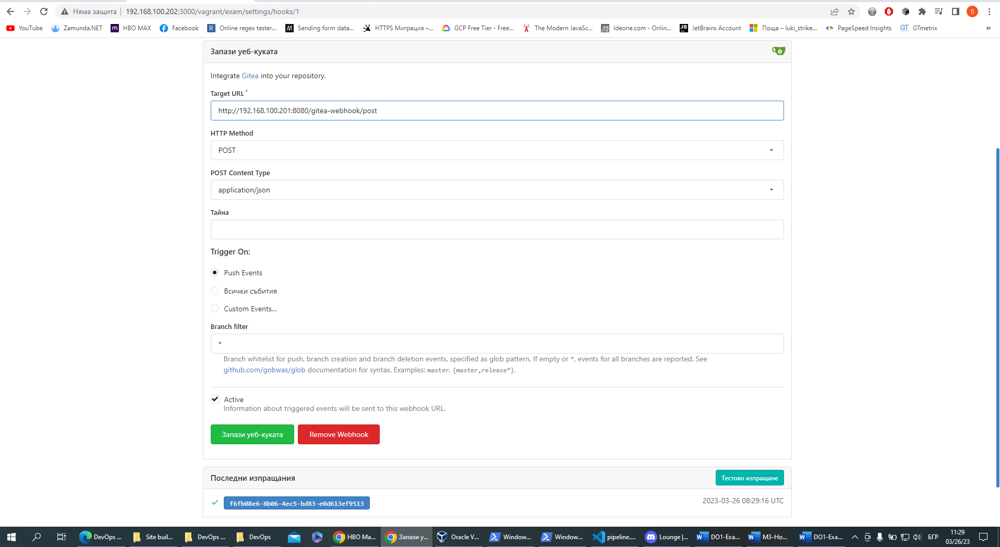 Няма защита | 192.168.100.202:3000/vagrant/exam/settings/hooks/1
S
YouTube Zamunda.NET m HBO MAX Facebook R Online regex tester... M Sending form data... HTTPS Миграция –... GCP Free Tier - Free... The Modern JavaSc... IDE ONE Ideone.com - Onlin... JB JetBrains Account Поща – luki_strike... PageSpeed Insights GT GTmetrix »
Запази уеб-куката
Integrate Gitea into your repository.
Target URL *
http://192.168.100.201:8080/gitea-webhook/post
HTTP Method
POST
POST Content Type
application/json
Тайна
Trigger On:
Push Events
Всички събития
Custom Events...
Branch filter
*
Branch whitelist for push, branch creation and branch deletion events, specified as glob pattern. If empty or *, events for all branches are reported. See
github.com/gobwas/glob documentation for syntax. Examples: master, {master,release*}.
Active
Information about triggered events will be sent to this webhook URL.
Запази уеб-куката Remove Webhook
Последни изпращания Тестово изпращане
f6fb08e6-8b06-4ec5-bd83-e0d613ef9513 2023-03-26 08:29:16 UTC
DevOps ... Site buil... DevOps ... DevOps HBO Ma... Запази у... Oracle V... Window... Window... pipeline.... Lounge |... DO1-Exa... M3-Ho... DO1-Exa... БГР 11:29
03/26/23